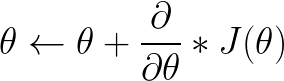 θ ← θ + ∂/∂θ * J(θ)